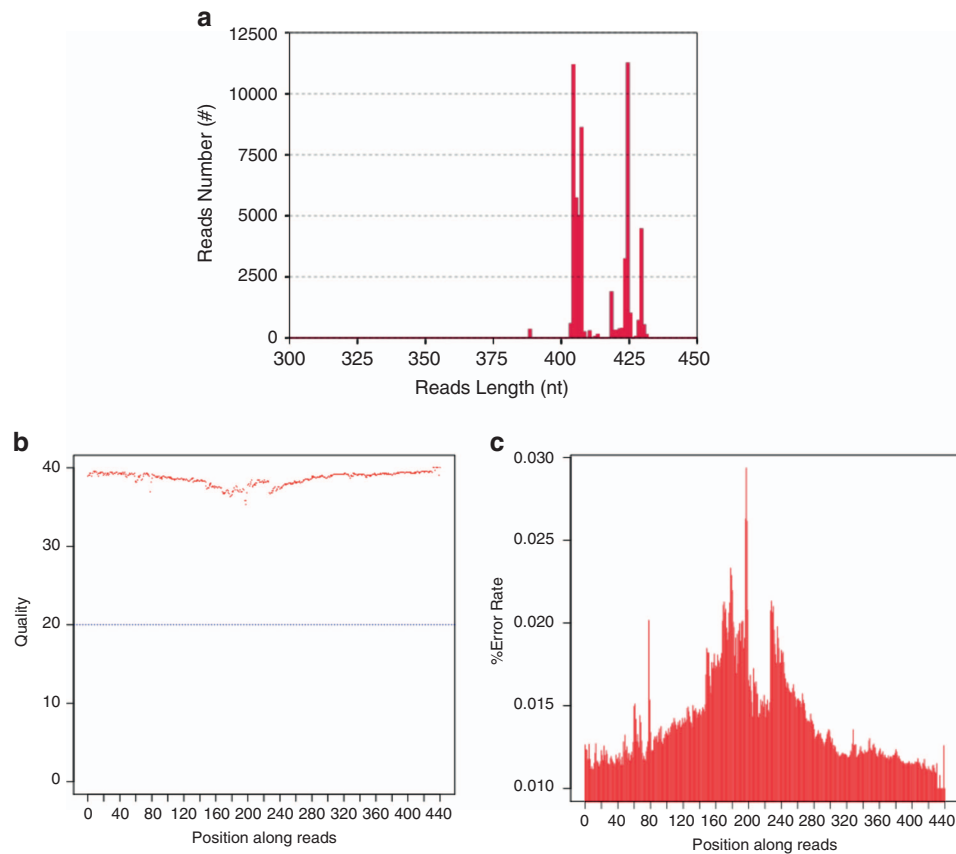 a
12500
10000
7500
5000
2500
0
Reads Number (#)
300 325 350 375 400 425 450
Reads Length (nt)
b
40
30
20
10
0
Quality
0 40 80 120 160 200 240 280 320 360 400 440
Position along reads
c
0.030
0.025
0.020
0.015
0.010
%Error Rate
0 40 80 120 160 200 240 280 320 360 400 440
Position along reads